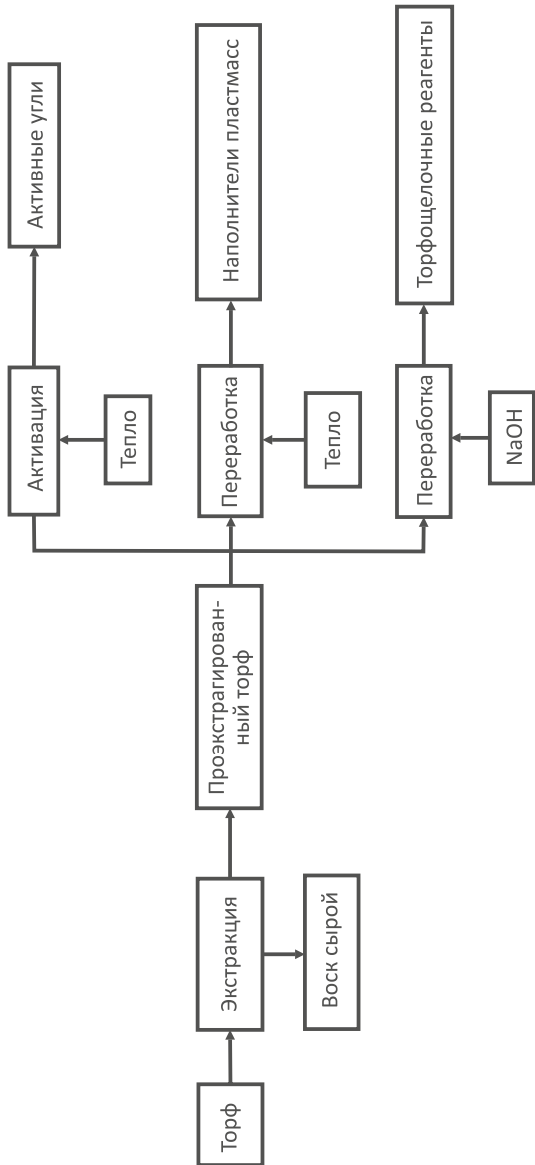 Торф
Экстракция
Воск сырой
Проэкстрагирован-
ный торф
Активация
Тепло
Активные угли
Переработка
Тепло
Наполнители пластмасс
Переработка
NaOH
Торфощелочные реагенты